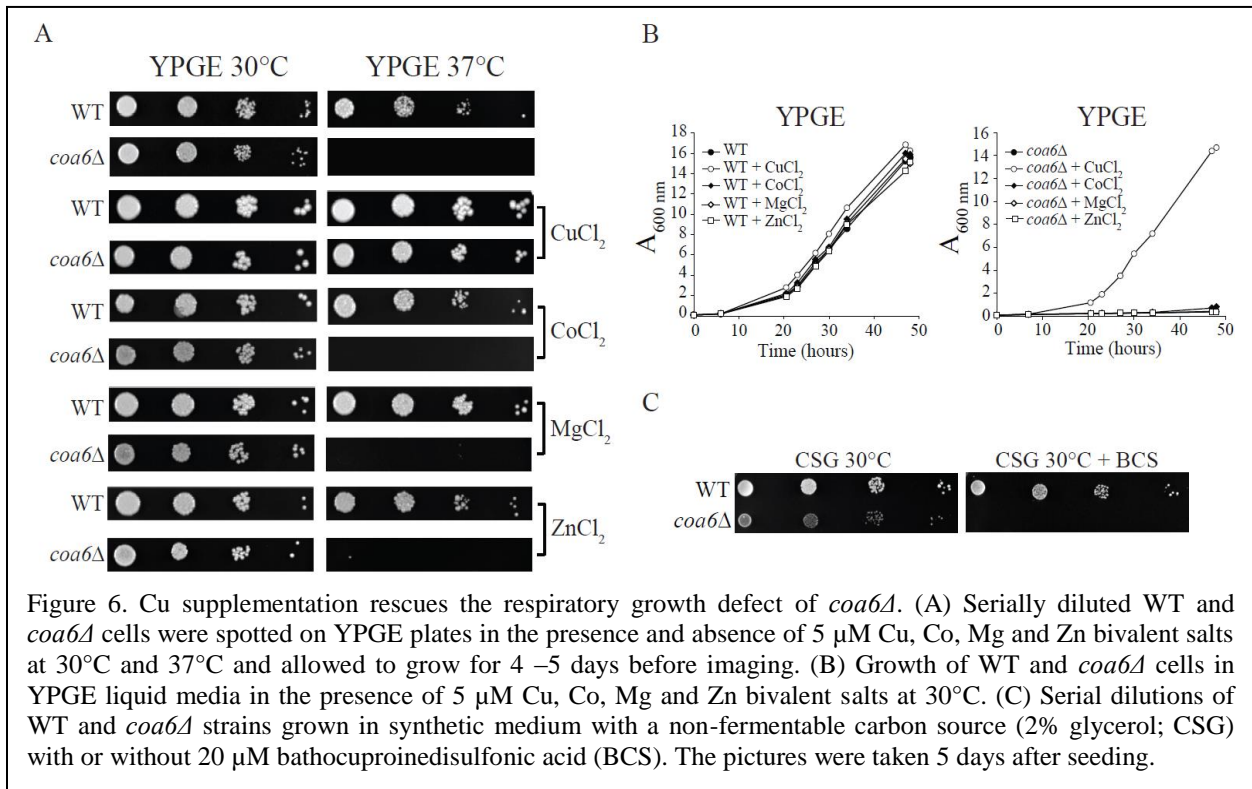 A
YPGE 30°C
YPGE 37°C
WT
coa6Δ
WT
coa6Δ
CuCl2
WT
coa6Δ
CoCl2
WT
coa6Δ
MgCl2
WT
coa6Δ
ZnCl2
B
YPGE
A600 nm
18
16
14
12
10
8
6
4
2
0
WT
WT + CuCl2
WT + CoCl2
WT + MgCl2
WT + ZnCl2
0 10 20 30 40 50
Time (hours)
YPGE
A600 nm
16
14
12
10
8
6
4
2
0
coa6Δ
coa6Δ + CuCl2
coa6Δ + CoCl2
coa6Δ + MgCl2
coa6Δ + ZnCl2
0 10 20 30 40 50
Time (hours)
C
CSG 30°C
CSG 30°C + BCS
WT
coa6Δ
Figure 6. Cu supplementation rescues the respiratory growth defect of coa6Δ. (A) Serially diluted WT and
coa6Δ cells were spotted on YPGE plates in the presence and absence of 5 µM Cu, Co, Mg and Zn bivalent salts
at 30°C and 37°C and allowed to grow for 4 –5 days before imaging. (B) Growth of WT and coa6Δ cells in
YPGE liquid media in the presence of 5 µM Cu, Co, Mg and Zn bivalent salts at 30°C. (C) Serial dilutions of
WT and coa6Δ strains grown in synthetic medium with a non-fermentable carbon source (2% glycerol; CSG)
with or without 20 µM bathocuproinedisulfonic acid (BCS). The pictures were taken 5 days after seeding.